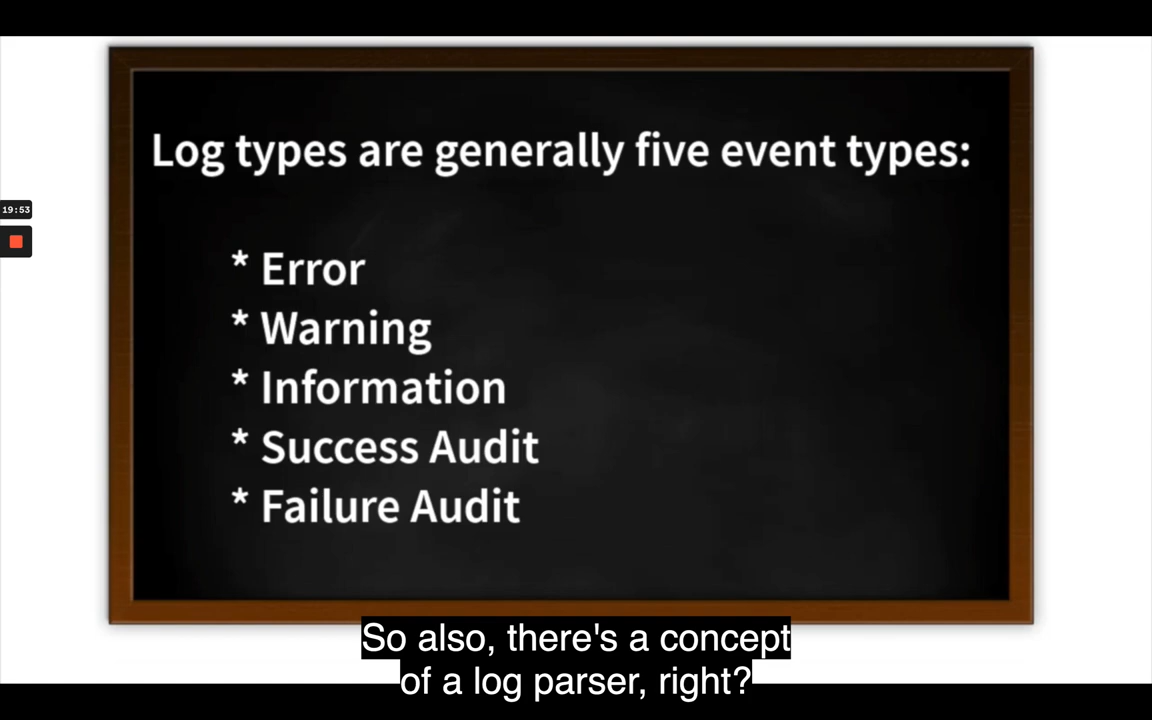 Log types are generally five event types:
19:53
* Error
* Warning
* Information
* Success Audit
* Failure Audit
So also, there's a concept
of a log parser, right?